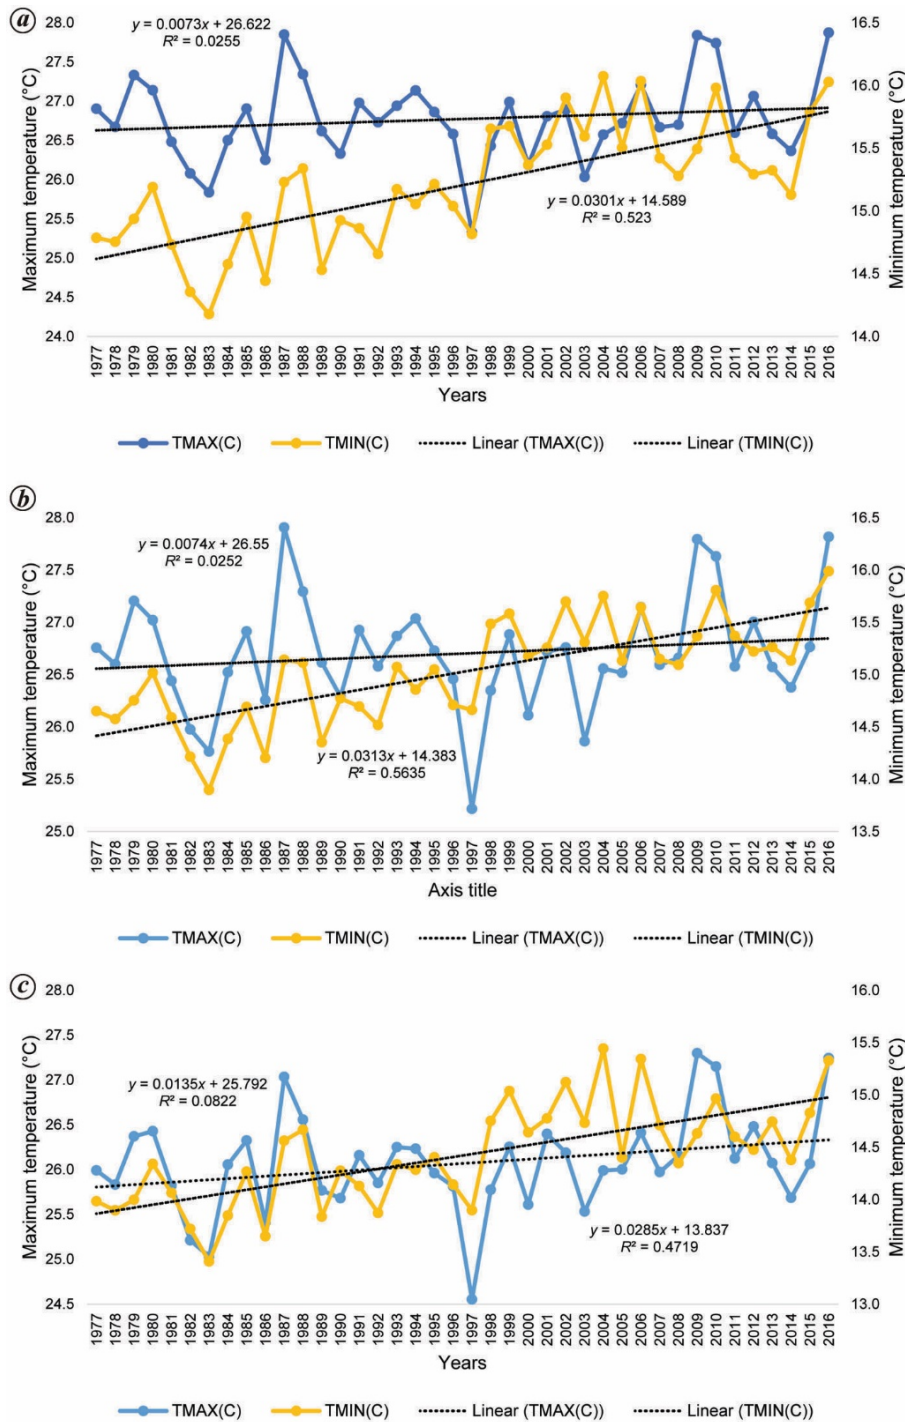 a
y = 0.0073x + 26.622
R² = 0.0255
28.0
27.5
27.0
26.5
26.0
25.5
25.0
24.5
24.0
Maximum temperature (°C)
16.5
16.0
15.5
15.0
14.5
14.0
Minimum temperature (°C)
y = 0.0301x + 14.589
R² = 0.523
1977 1978 1979 1980 1981 1982 1983 1984 1985 1986 1987 1988 1989 1990 1991 1992 1993 1994 1995 1996 1997 1998 1999 2000 2001 2002 2003 2004 2005 2006 2007 2008 2009 2010 2011 2012 2013 2014 2015 2016
Years
TMAX(C) TMIN(C) Linear (TMAX(C)) Linear (TMIN(C))
b
28.0
27.5
27.0
26.5
26.0
25.5
25.0
Maximum temperature (°C)
y = 0.0074x + 26.55
R² = 0.0252
16.5
16.0
15.5
15.0
14.5
14.0
13.5
Minimum temperature (°C)
y = 0.0313x + 14.383
R² = 0.5635
1977 1978 1979 1980 1981 1982 1983 1984 1985 1986 1987 1988 1989 1990 1991 1992 1993 1994 1995 1996 1997 1998 1999 2000 2001 2002 2003 2004 2005 2006 2007 2008 2009 2010 2011 2012 2013 2014 2015 2016
Axis title
TMAX(C) TMIN(C) Linear (TMAX(C)) Linear (TMIN(C))
c
28.0
27.5
27.0
26.5
26.0
25.5
25.0
24.5
Maximum temperature (°C)
y = 0.0135x + 25.792
R² = 0.0822
16.0
15.5
15.0
14.5
14.0
13.5
13.0
Minimum temperature (°C)
y = 0.0285x + 13.837
R² = 0.4719
1977 1978 1979 1980 1981 1982 1983 1984 1985 1986 1987 1988 1989 1990 1991 1992 1993 1994 1995 1996 1997 1998 1999 2000 2001 2002 2003 2004 2005 2006 2007 2008 2009 2010 2011 2012 2013 2014 2015 2016
Years
TMAX(C) TMIN(C) Linear (TMAX(C)) Linear (TMIN(C))